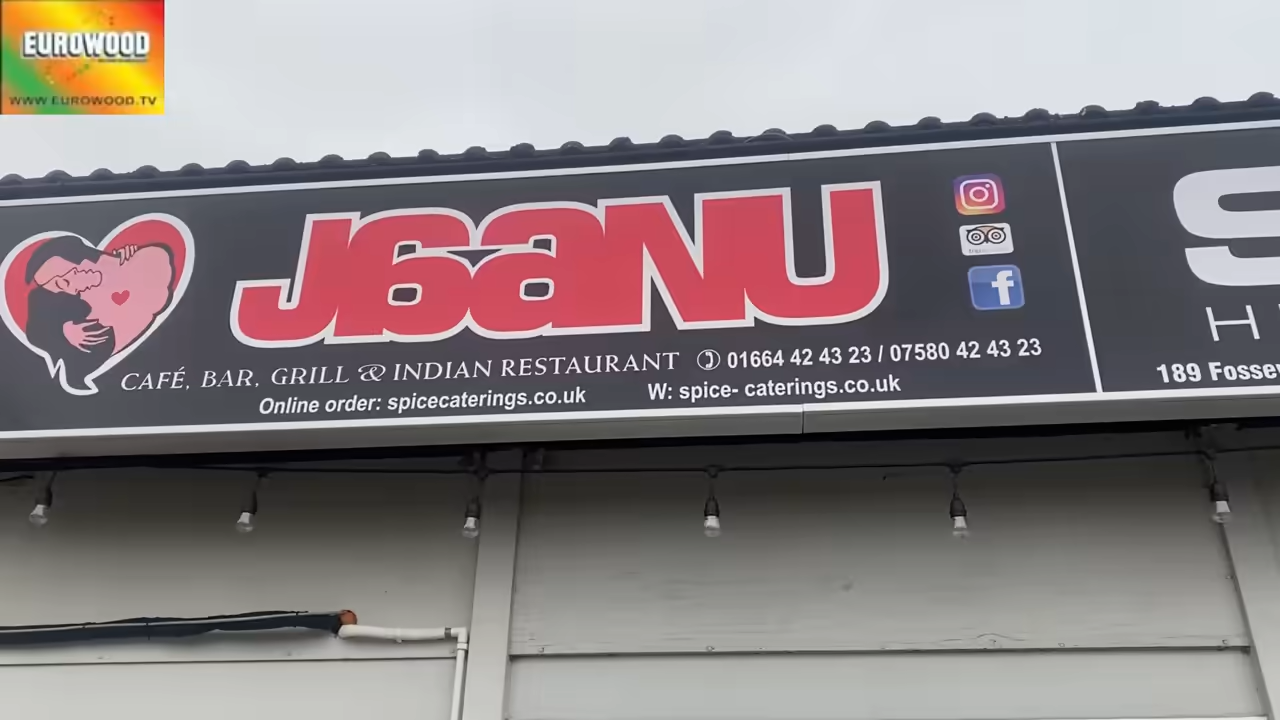 EUROWOOD
WWW.EUROWOOD.TV
J6aNU
CAFÉ, BAR, GRILL & INDIAN RESTAURANT
01664 42 43 23 / 07580 42 43 23
Online order: spicecaterings.co.uk
W: spice- caterings.co.uk
S
H
189 Fosse